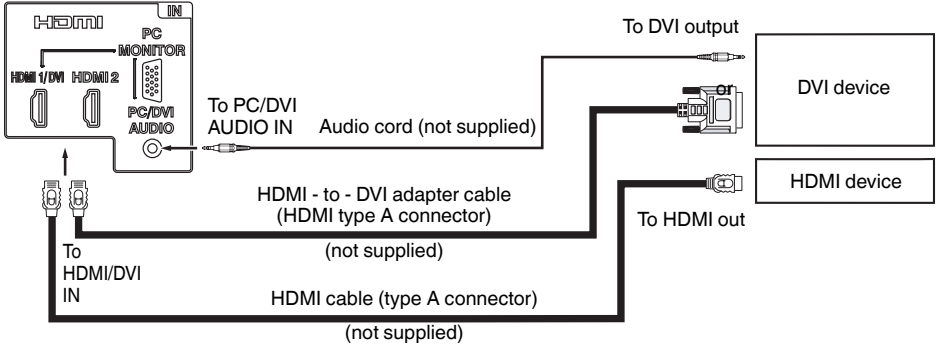 IN
HDMI
PC
MONITOR
HDMI 1/DVI HDMI 2
PC/DVI
AUDIO
To PC/DVI
AUDIO IN
Audio cord (not supplied)
To DVI output
or
DVI device
HDMI device
To HDMI out
HDMI - to - DVI adapter cable
(HDMI type A connector)
(not supplied)
To
HDMI/DVI
IN
HDMI cable (type A connector)
(not supplied)